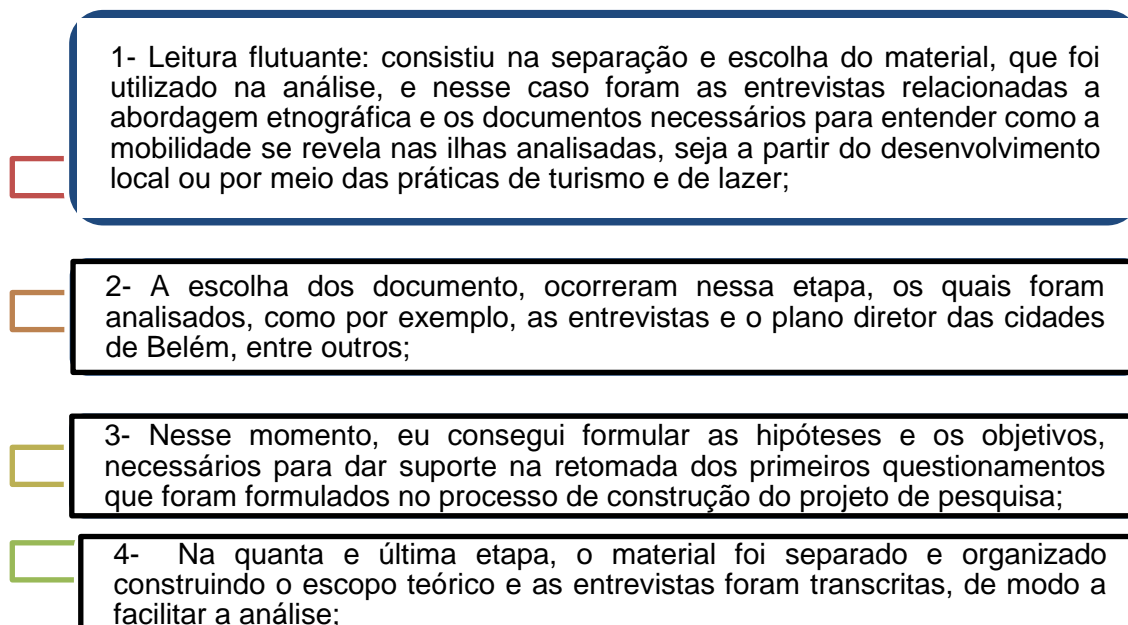 1- Leitura flutuante: consistiu na separação e escolha do material, que foi
utilizado na análise, e nesse caso foram as entrevistas relacionadas a
abordagem etnográfica e os documentos necessários para entender como a
mobilidade se revela nas ilhas analisadas, seja a partir do desenvolvimento
local ou por meio das práticas de turismo e de lazer;
2- A escolha dos documento, ocorreram nessa etapa, os quais foram
analisados, como por exemplo, as entrevistas e o plano diretor das cidades
de Belém, entre outros;
3- Nesse momento, eu consegui formular as hipóteses e os objetivos,
necessários para dar suporte na retomada dos primeiros questionamentos
que foram formulados no processo de construção do projeto de pesquisa;
4- Na quanta e última etapa, o material foi separado e organizado
construindo o escopo teórico e as entrevistas foram transcritas, de modo a
facilitar a análise;